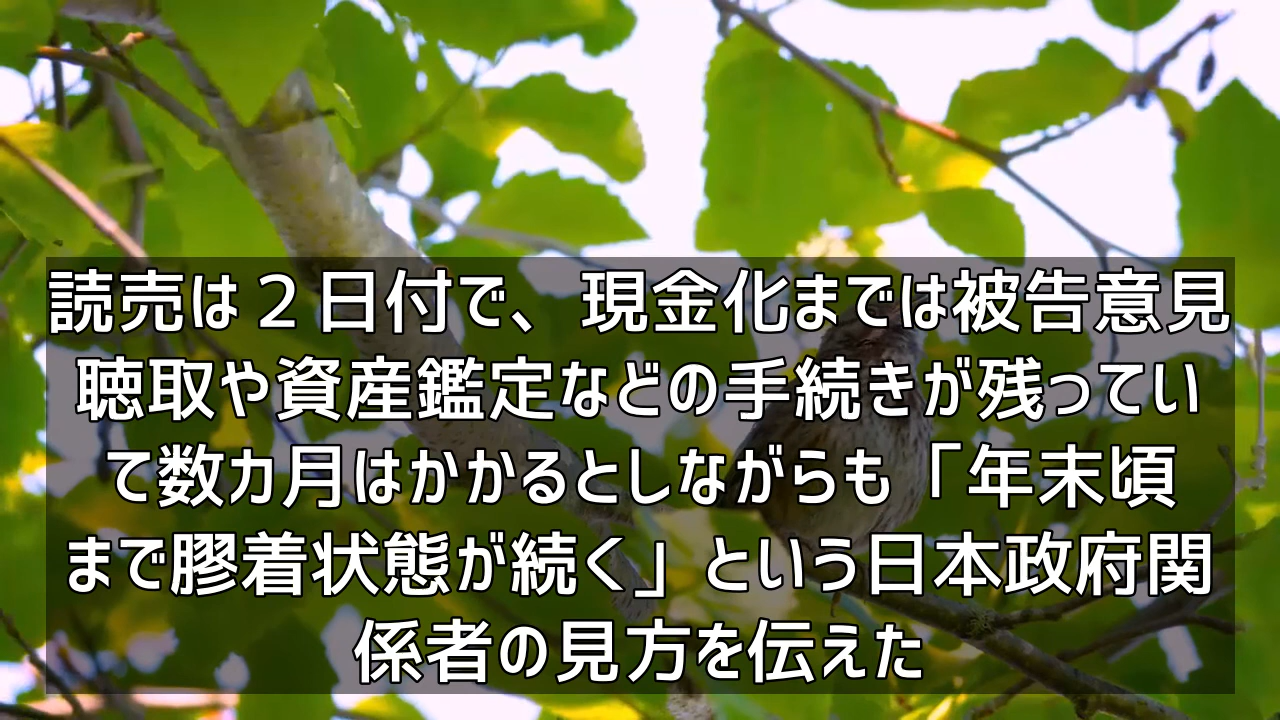 読売は２日付で、現金化までは被告意見
聴取や資産鑑定などの手続きが残ってい
て数カ月はかかるとしながらも「年末頃
まで膠着状態が続く」という日本政府関
係者の見方を伝えた